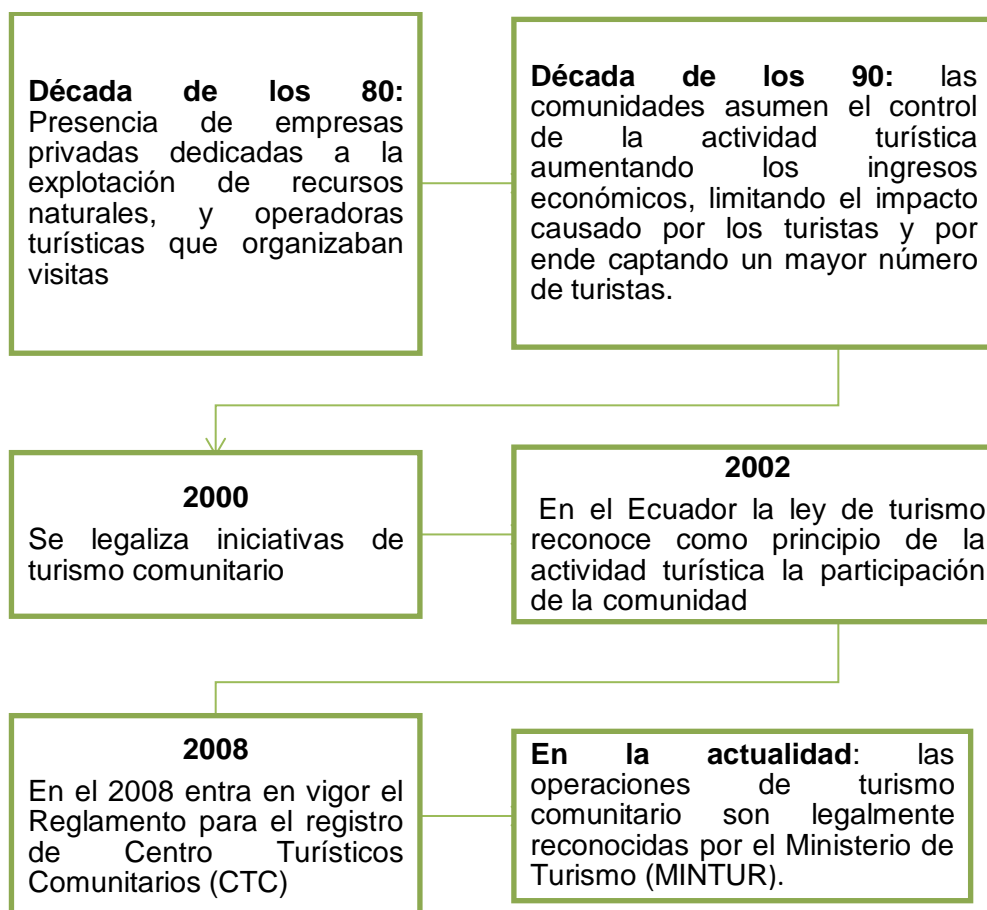 Década de los 80:
Presencia de empresas
privadas dedicadas a la
explotación de recursos
naturales, y operadoras
turísticas que organizaban
visitas
Década de los 90: las
comunidades asumen el control
de la actividad turística
aumentando los ingresos
económicos, limitando el impacto
causado por los turistas y por
ende captando un mayor número
de turistas.
2000
Se legaliza iniciativas de
turismo comunitario
2002
En el Ecuador la ley de turismo
reconoce como principio de la
actividad turística la participación
de la comunidad
2008
En el 2008 entra en vigor el
Reglamento para el registro
de Centro Turísticos
Comunitarios (CTC)
En la actualidad: las
operaciones de turismo
comunitario son legalmente
reconocidas por el Ministerio de
Turismo (MINTUR).